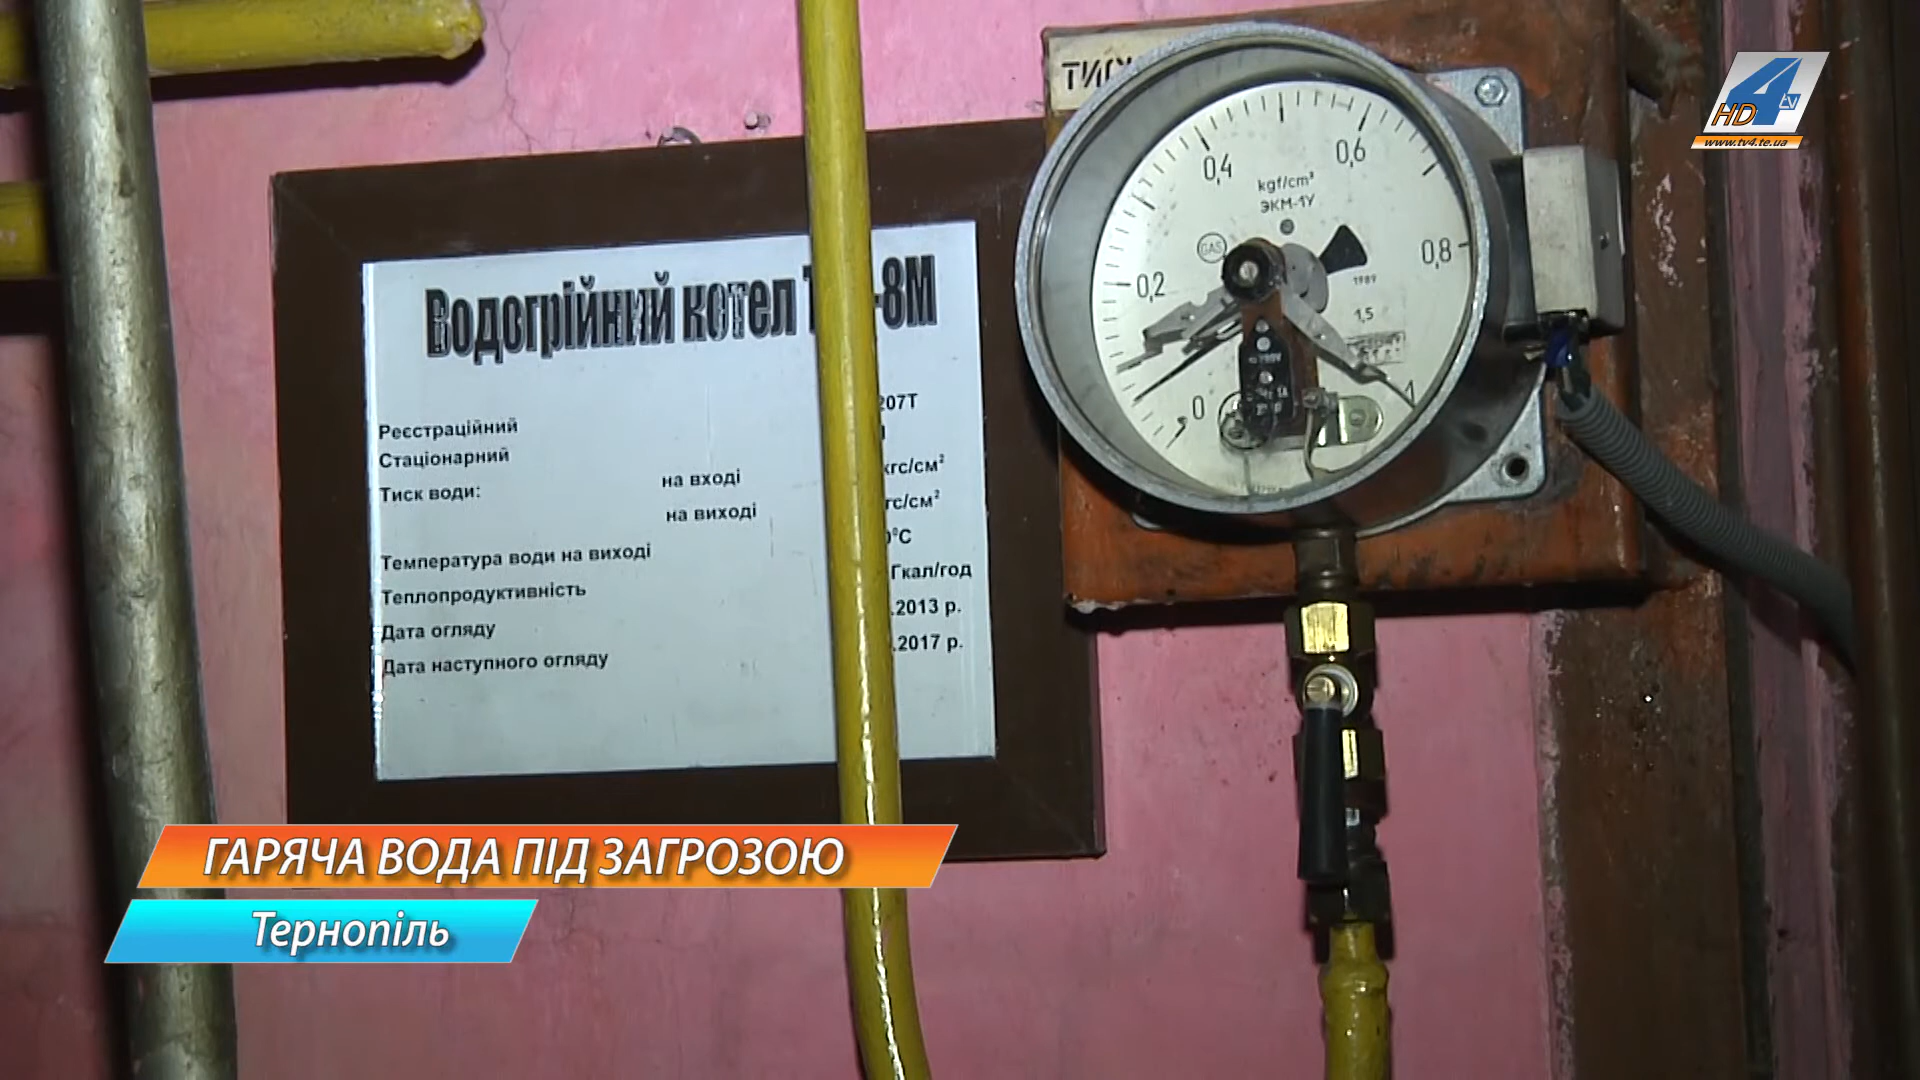 HD 4 tv
www.tv4.te.ua
0 0,2 0,4 0,6 0,8 1
kgf/cm²
ЭКМ-1У
GAS
1989
1,5
Водогрійний котел -8М
Реєстраційний 207Т
Стаціонарний
Тиск води: на вході кгс/см²
на виході гс/см²
Температура води на виході 0°С
Теплопродуктивність Гкал/год
Дата огляду .2013 р.
Дата наступного огляду .2017 р.
ГАРЯЧА ВОДА ПІД ЗАГРОЗОЮ
Тернопіль